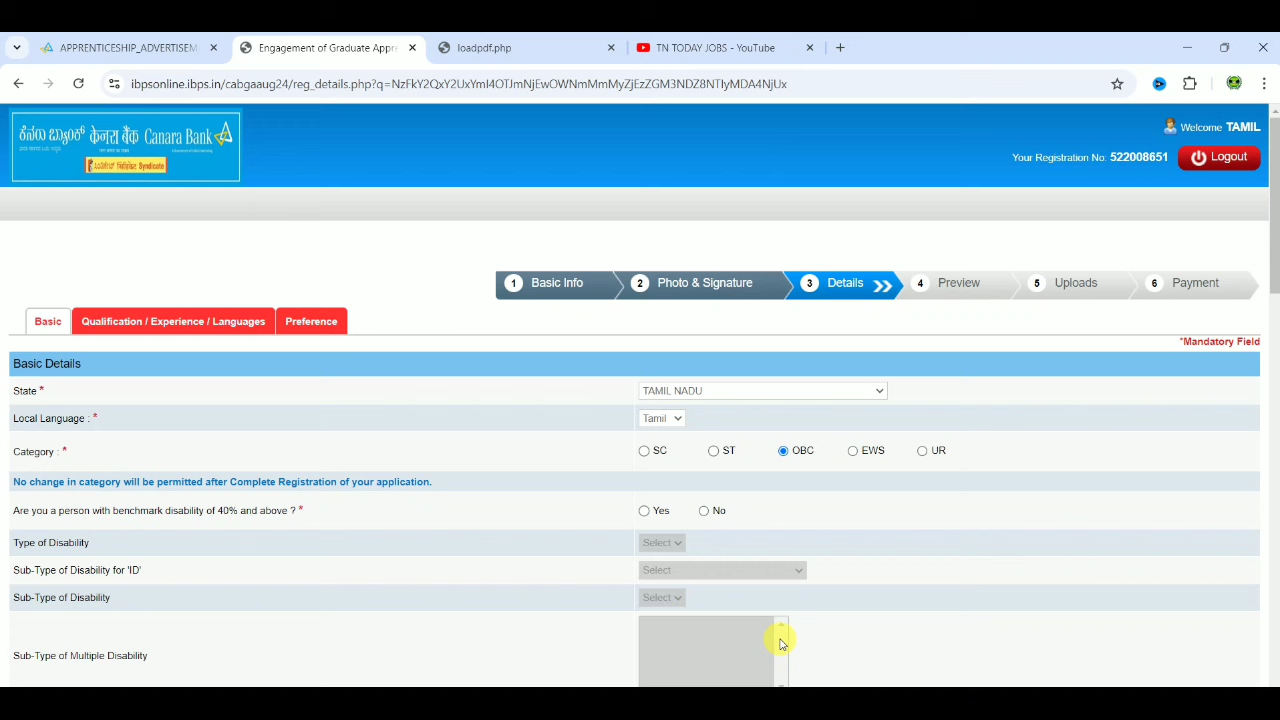 APPRENTICESHIP_ADVERTISEM
Engagement of Graduate Appre
loadpdf.php
TN TODAY JOBS - YouTube
ibpsonline.ibps.in/cabgaaug24/reg_details.php?q=NzFkY2QxY2UxYmI4OTJmNjEwOWNmMmMyZjEzZGM3NDZ8NTIyMDA4NjUx
ಕೆನರಾ ಬ್ಯಾಂಕ್ केनरा बैंक Canara Bank
सिंडिकेट Syndicate
Welcome TAMIL
Your Registration No: 522008651 Logout
1 Basic Info 2 Photo & Signature 3 Details 4 Preview 5 Uploads 6 Payment
Basic Qualification / Experience / Languages Preference
*Mandatory Field
Basic Details
State * TAMIL NADU
Local Language : * Tamil
Category : * SC ST OBC EWS UR
No change in category will be permitted after Complete Registration of your application.
Are you a person with benchmark disability of 40% and above ? * Yes No
Type of Disability Select
Sub-Type of Disability for 'ID' Select
Sub-Type of Disability Select
Sub-Type of Multiple Disability